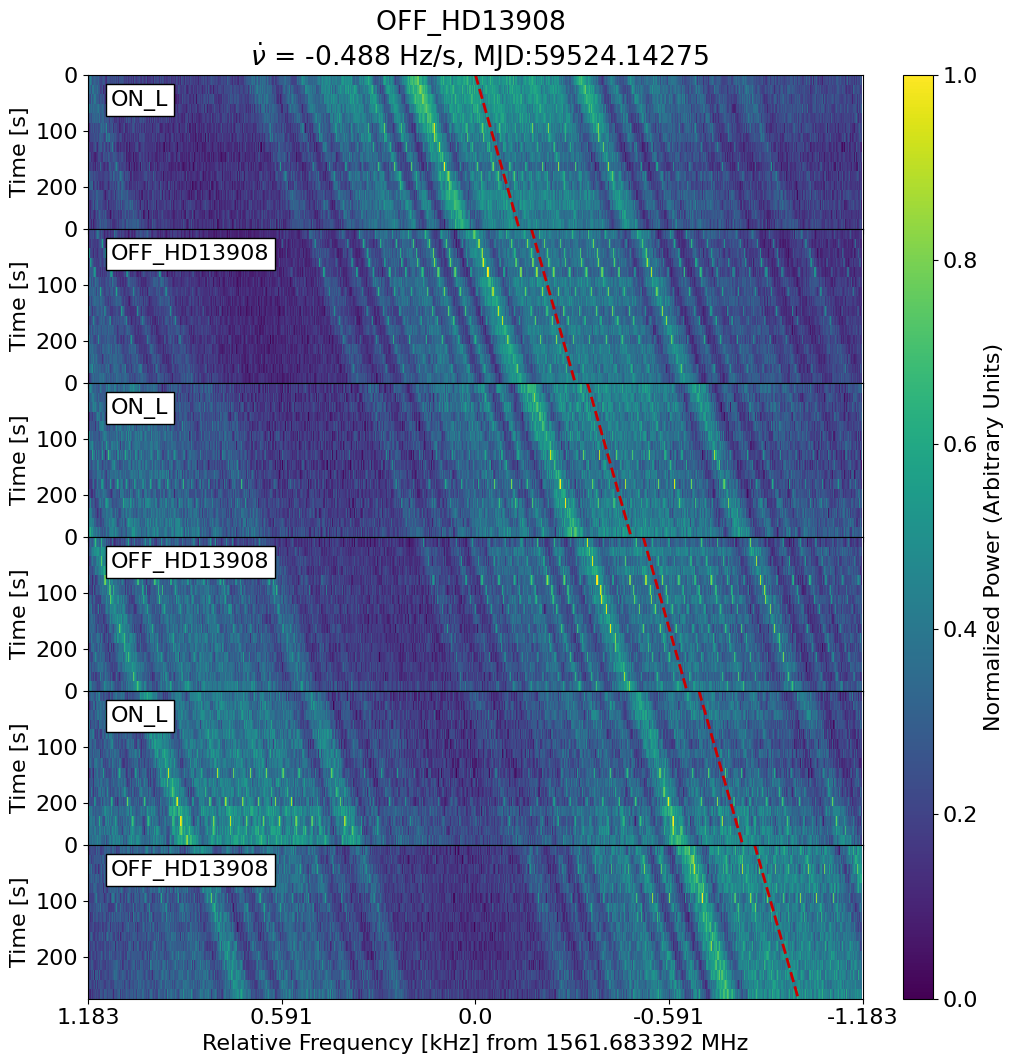 OFF_HD13908
ν̇ = -0.488 Hz/s, MJD:59524.14275
0
100
200
Time [s]
ON_L
0
100
200
Time [s]
OFF_HD13908
0
100
200
Time [s]
ON_L
0
100
200
Time [s]
OFF_HD13908
0
100
200
Time [s]
ON_L
0
100
200
Time [s]
OFF_HD13908
1.183 0.591 0.0 -0.591 -1.183
Relative Frequency [kHz] from 1561.683392 MHz
1.0
0.8
0.6
0.4
0.2
0.0
Normalized Power (Arbitrary Units)